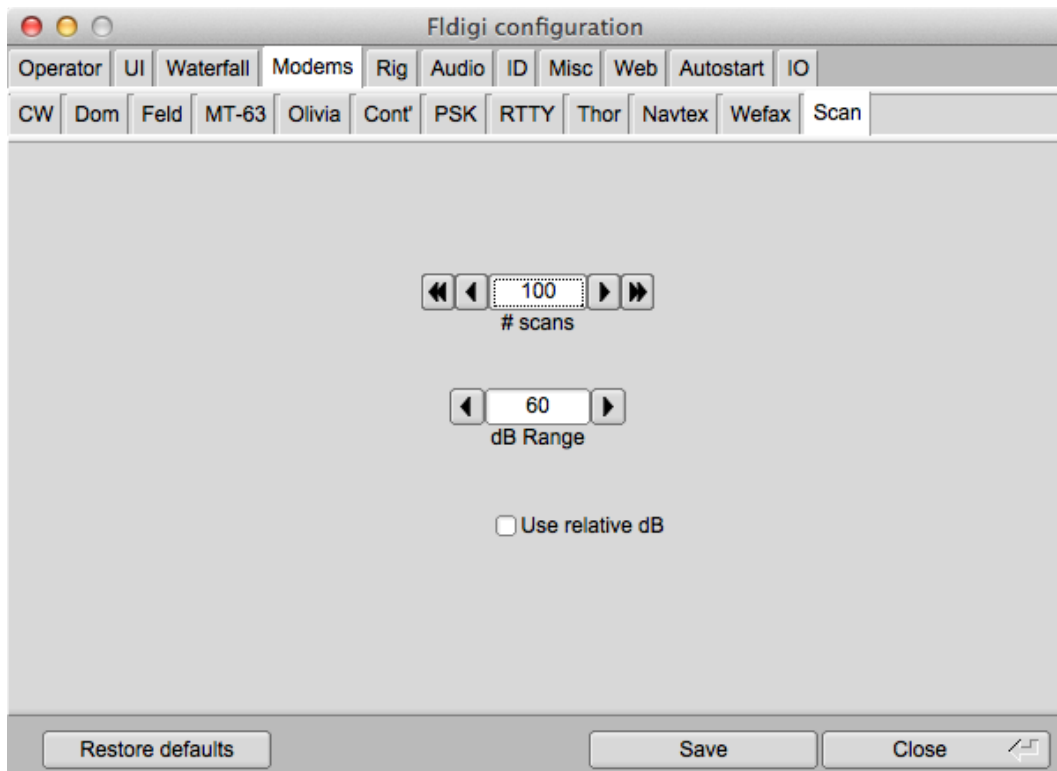 Fldigi configuration
Operator UI Waterfall Modems Rig Audio ID Misc Web Autostart IO
CW Dom Feld MT-63 Olivia Cont' PSK RTTY Thor Navtex Wefax Scan
100
# scans
60
dB Range
Use relative dB
Restore defaults Save Close